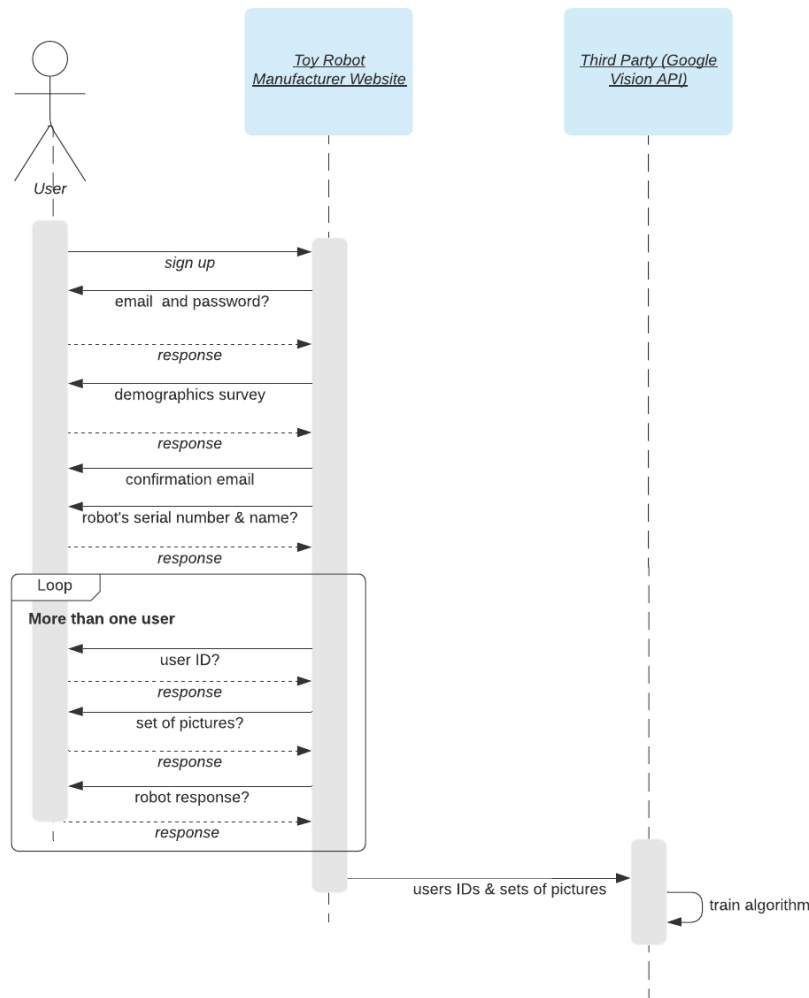 Toy Robot
Manufacturer Website
Third Party (Google
Vision API)
User
sign up
email and password?
response
demographics survey
response
confirmation email
robot's serial number & name?
response
Loop
More than one user
user ID?
response
set of pictures?
response
robot response?
response
users IDs & sets of pictures
train algorithm